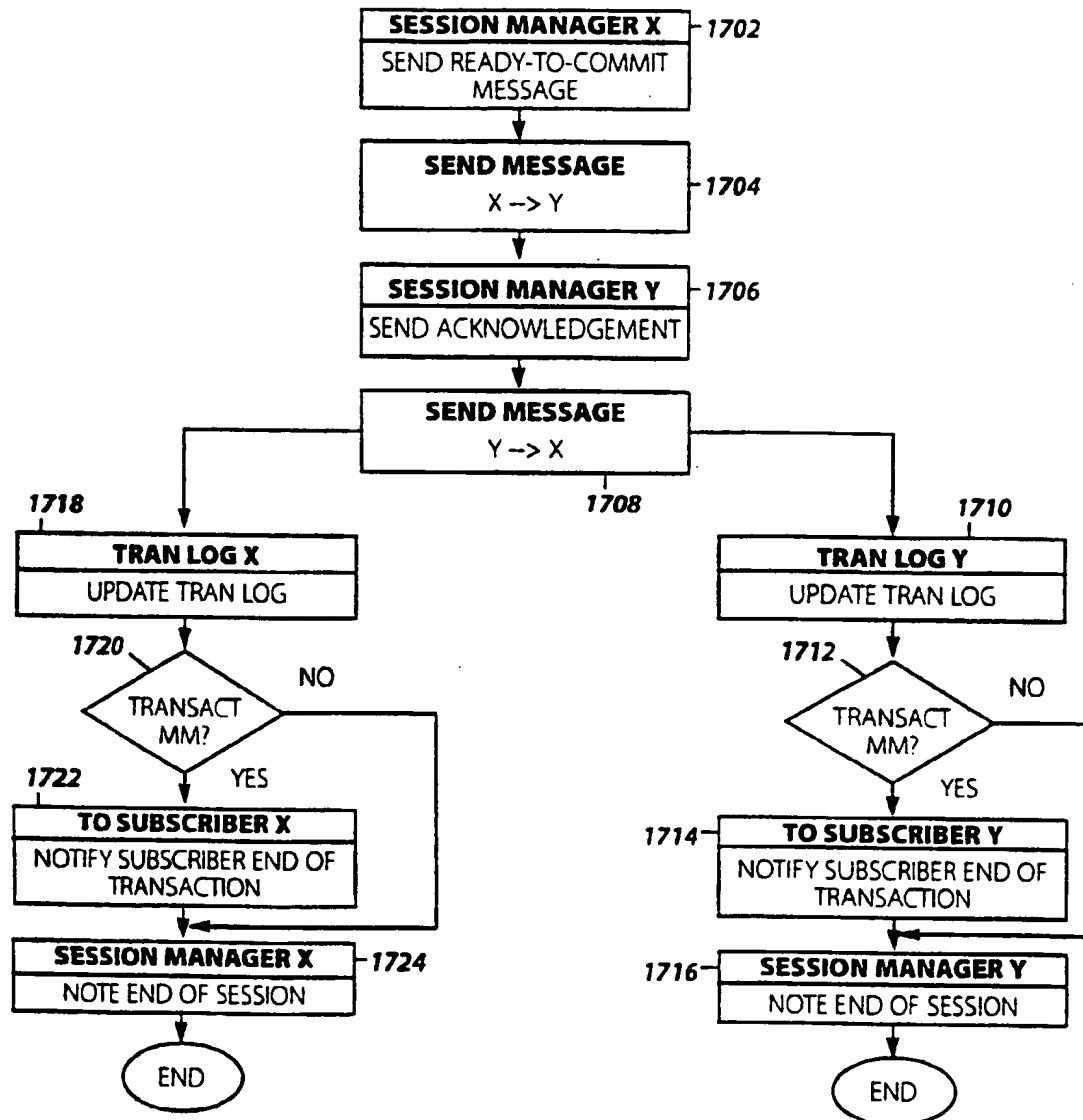 SESSION MANAGER X
1702
SEND READY-TO-COMMIT
MESSAGE
SEND MESSAGE
X --> Y
1704
SESSION MANAGER Y
1706
SEND ACKNOWLEDGEMENT
SEND MESSAGE
Y --> X
1708
1718
TRAN LOG X
UPDATE TRAN LOG
1720
TRANSACT
MM?
NO
YES
1722
TO SUBSCRIBER X
NOTIFY SUBSCRIBER END OF
TRANSACTION
SESSION MANAGER X
1724
NOTE END OF SESSION
END
1710
TRAN LOG Y
UPDATE TRAN LOG
1712
TRANSACT
MM?
NO
YES
1714
TO SUBSCRIBER Y
NOTIFY SUBSCRIBER END OF
TRANSACTION
1716
SESSION MANAGER Y
NOTE END OF SESSION
END